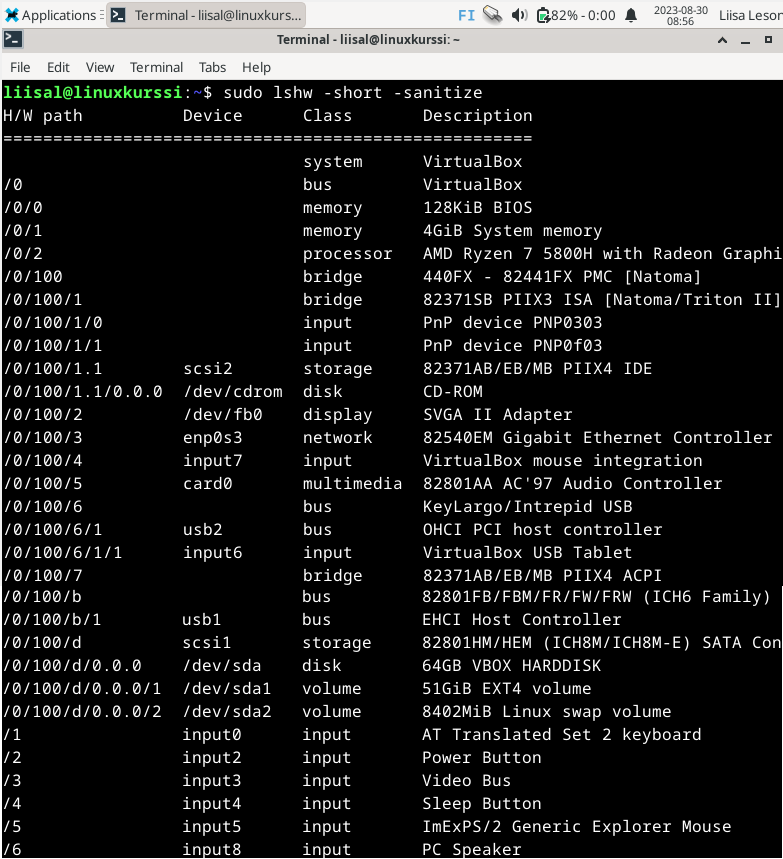 Applications Terminal - liisal@linuxkurs... FI 82% - 0:00 2023-08-30 08:56 Liisa Leson
Terminal - liisal@linuxkurssi: ~
File Edit View Terminal Tabs Help
liisal@linuxkurssi:~$ sudo lshw -short -sanitize
H/W path Device Class Description
=====================================================
system VirtualBox
/0 bus VirtualBox
/0/0 memory 128KiB BIOS
/0/1 memory 4GiB System memory
/0/2 processor AMD Ryzen 7 5800H with Radeon Graphi
/0/100 bridge 440FX - 82441FX PMC [Natoma]
/0/100/1 bridge 82371SB PIIX3 ISA [Natoma/Triton II]
/0/100/1/0 input PnP device PNP0303
/0/100/1/1 input PnP device PNP0f03
/0/100/1.1 scsi2 storage 82371AB/EB/MB PIIX4 IDE
/0/100/1.1/0.0.0 /dev/cdrom disk CD-ROM
/0/100/2 /dev/fb0 display SVGA II Adapter
/0/100/3 enp0s3 network 82540EM Gigabit Ethernet Controller
/0/100/4 input7 input VirtualBox mouse integration
/0/100/5 card0 multimedia 82801AA AC'97 Audio Controller
/0/100/6 bus KeyLargo/Intrepid USB
/0/100/6/1 usb2 bus OHCI PCI host controller
/0/100/6/1/1 input6 input VirtualBox USB Tablet
/0/100/7 bridge 82371AB/EB/MB PIIX4 ACPI
/0/100/b bus 82801FB/FBM/FR/FW/FRW (ICH6 Family)
/0/100/b/1 usb1 bus EHCI Host Controller
/0/100/d scsi1 storage 82801HM/HEM (ICH8M/ICH8M-E) SATA Con
/0/100/d/0.0.0 /dev/sda disk 64GB VBOX HARDDISK
/0/100/d/0.0.0/1 /dev/sda1 volume 51GiB EXT4 volume
/0/100/d/0.0.0/2 /dev/sda2 volume 8402MiB Linux swap volume
/1 input0 input AT Translated Set 2 keyboard
/2 input2 input Power Button
/3 input3 input Video Bus
/4 input4 input Sleep Button
/5 input5 input ImExPS/2 Generic Explorer Mouse
/6 input8 input PC Speaker